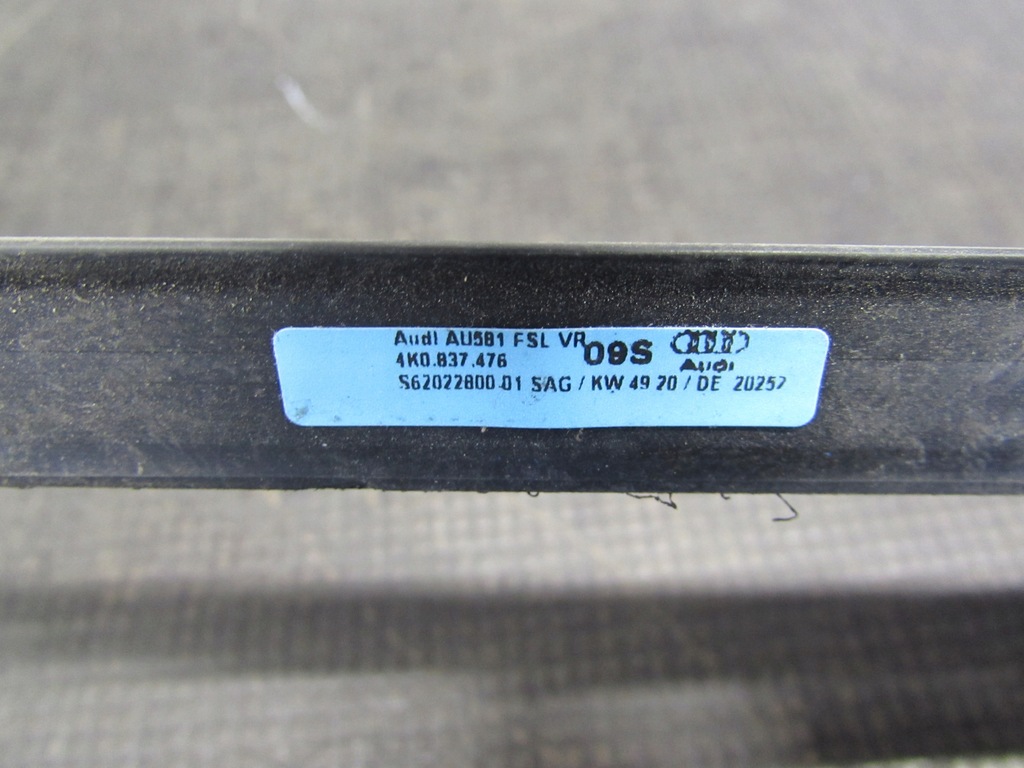 Audi AU581 FSL VR
09S
Audi
4K0.837.476
S62022800-01 SAG / KW 49 20 / DE 20257